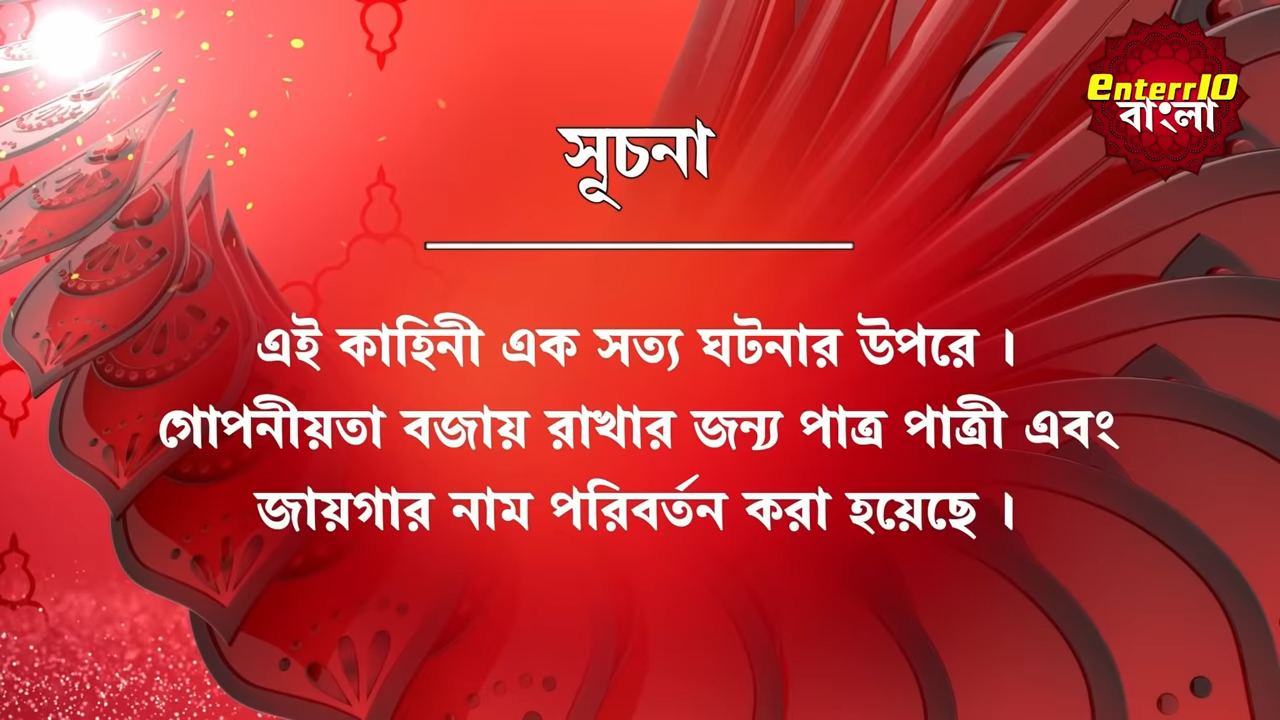 enterr10
বাংলা
সূচনা
এই কাহিনী এক সত্য ঘটনার উপরে ।
গোপনীয়তা বজায় রাখার জন্য পাত্র পাত্রী এবং
জায়গার নাম পরিবর্তন করা হয়েছে ।